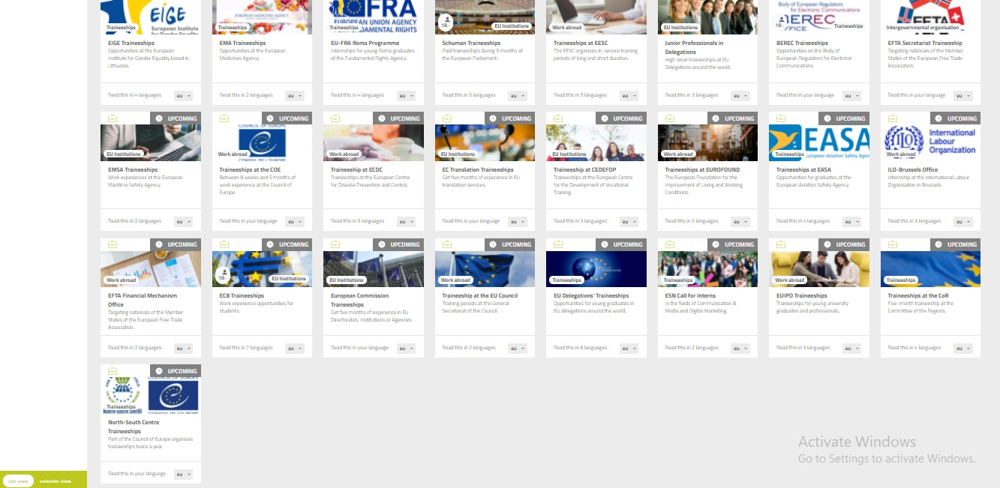 EIGE
European Institute
for Gender Equality
Traineeships
EIGE Traineeships
Opportunities at the European
Institute for Gender Equality based in
Lithuania.
Read this in 4 languages
eu
EUROPEAN MEDICINES AGENCY
Traineeships
EMA Traineeships
Opportunities at the European
Medicines Agency.
Read this in 2 languages
eu
FRA
EUROPEAN UNION AGENCY
FUNDAMENTAL RIGHTS
Traineeships
EU-FRA Roma Programme
Internships for young Roma graduates
at the Fundamental Rights Agency.
Read this in 4 languages
eu
18-
EU Institutions
Schuman Traineeships
Paid traineeships during 5 months at
the European Parliament.
Read this in 5 languages
eu
Work abroad
Traineeships at EESC
The EESC organises in-service training
periods of long and short duration.
Read this in 5 languages
eu
EU Institutions
Junior Professionals in
Delegations
High-level traineeships at EU
Delegations around the world.
Read this in 3 languages
eu
Body of European Regulators
for Electronic Communications
BEREC
OFFICE
18-
Traineeships
BEREC Traineeships
Opportunities on the Body of
European Regulators for Electronic
Communications
Read this in your language
eu
EFTA
Intergovernmental organisation
EFTA Secretariat Traineeship
Targeting nationals of the Member
States of the European Free Trade
Association.
Read this in your language
eu
UPCOMING
EU Institutions
EMSA Traineeships
Work experiences at the European
Maritime Safety Agency.
Read this in 2 languages
eu
UPCOMING
COUNCIL OF EUROPE
Work abroad
CONSEIL DE L'EUROPE
Traineeships at the COE
Between 8 weeks and 5 months of
work experience at the Council of
Europe.
Read this in your language
eu
UPCOMING
Work abroad
Traineeship at ECDC
Traineeship at the European Centre
for Disease Prevention and Control.
Read this in 5 languages
eu
UPCOMING
EU Institutions
EC Translation Traineeships
Get five months of experience in EU
translation services.
Read this in your language
eu
UPCOMING
EU Institutions
Traineeship at CEDEFOP
Traineeships at the European Centre
for the Development of Vocational
Training.
Read this in 3 languages
eu
UPCOMING
Work abroad
Traineeships at EUROFOUND
The European Foundation for the
Improvement of Living and Working
Conditions.
Read this in 5 languages
eu
UPCOMING
EASA
European Aviation Safety Agency
Traineeships
Traineeships at EASA
Opportunities for graduates at the
European Aviation Safety Agency.
Read this in 4 languages
eu
UPCOMING
ILO
International
Labour
Organization
Work abroad
ILO-Brussels Office
Internship at the International Labour
Organisation in Brussels.
Read this in 3 languages
eu
UPCOMING
Work abroad
EFTA Financial Mechanism
Office
Targeting nationals of the Member
States of the European Free Trade
Association.
Read this in 2 languages
eu
UPCOMING
18-
EU Institutions
ECB Traineeships
Work experience opportunities for
students.
Read this in 7 languages
eu
UPCOMING
EU Institutions
European Commission
Traineeships
Get five months of experience in EU
Directorates, Institutions or Agencies.
Read this in your language
eu
UPCOMING
Work abroad
Traineeship at the EU Council
Training periods at the General
Secretariat of the Council.
Read this in 2 languages
eu
UPCOMING
Traineeships
EU Delegations' Traineeships
Opportunities for young graduates in
EU delegations around the world.
Read this in 6 languages
eu
UPCOMING
Traineeships
ESN Call for Interns
In the fields of Communication &
Media and Digital Marketing.
Read this in 2 languages
eu
UPCOMING
Work abroad
EUIPO Traineeships
Traineeships for young university
graduates and professionals.
Read this in 3 languages
eu
UPCOMING
Traineeships
Traineeships at the CoR
Five-month traineeship at the
Committee of the Regions.
Read this in 4 languages
eu
UPCOMING
COUNCIL OF EUROPE
Traineeships
NORTH-SOUTH CENTRE
CONSEIL DE L'EUROPE
North-South Centre
Traineeships
Part of the Council of Europe organises
traineeships twice a year.
Read this in your language
eu
Activate Windows
Go to Settings to activate Windows.
list view
calendar view